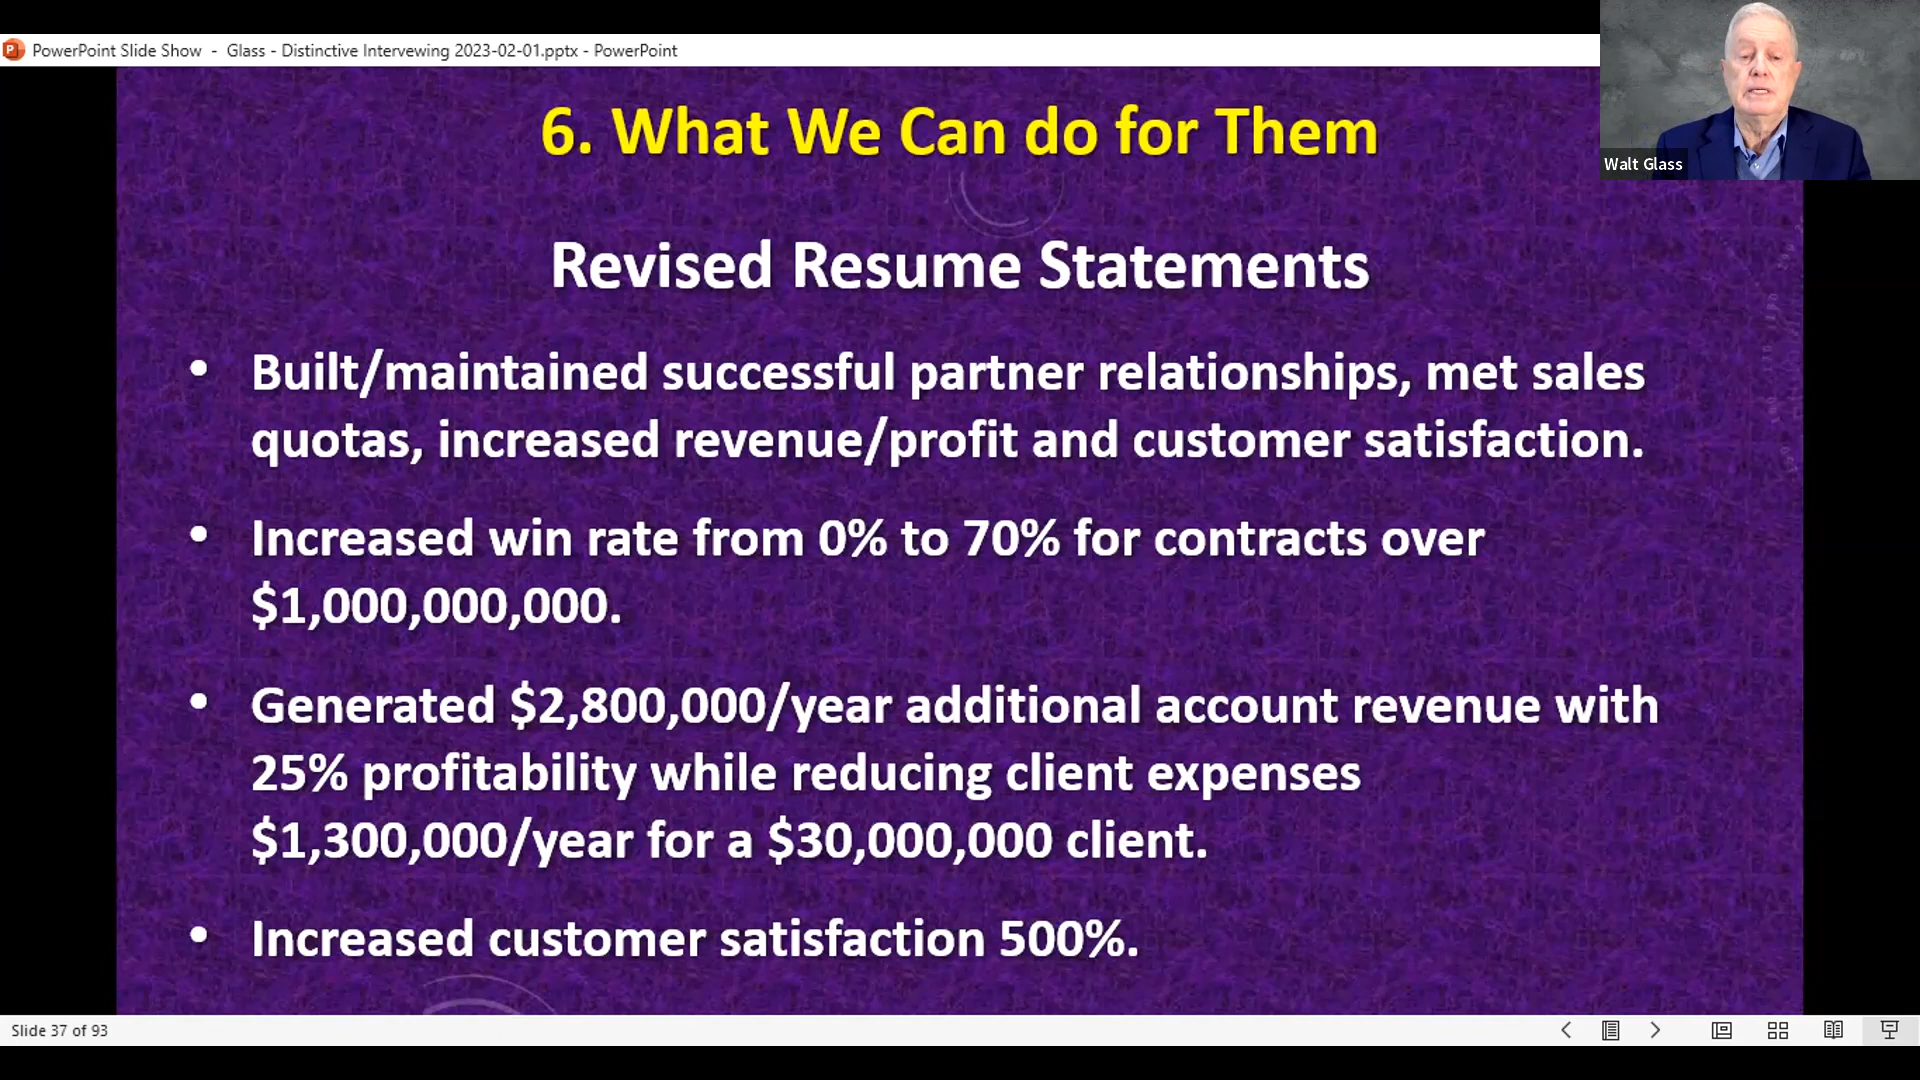 PowerPoint Slide Show - Glass - Distinctive Intervewing 2023-02-01.pptx - PowerPoint
Walt Glass
6. What We Can do for Them
Revised Resume Statements
• Built/maintained successful partner relationships, met sales
quotas, increased revenue/profit and customer satisfaction.
• Increased win rate from 0% to 70% for contracts over
$1,000,000,000.
• Generated $2,800,000/year additional account revenue with
25% profitability while reducing client expenses
$1,300,000/year for a $30,000,000 client.
• Increased customer satisfaction 500%.
Slide 37 of 93